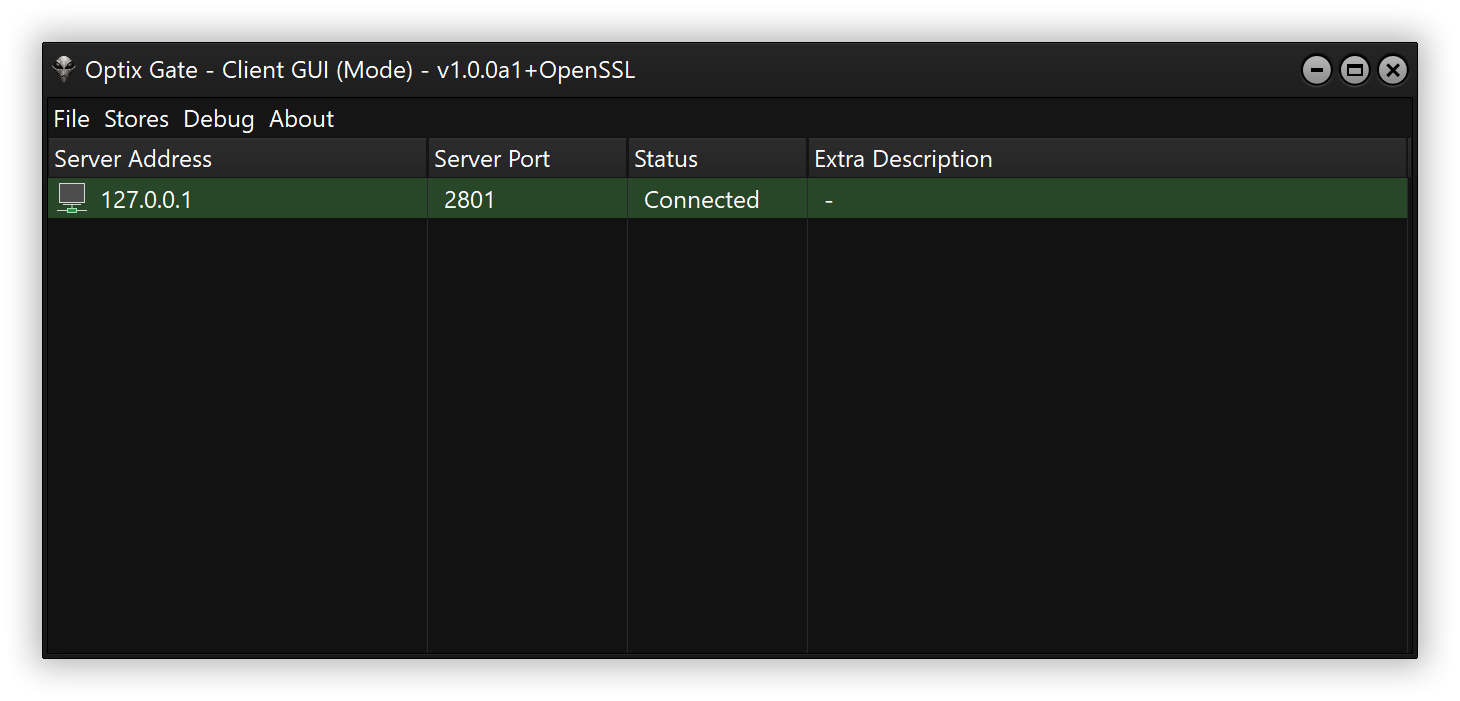 Optix Gate - Client GUI (Mode) - v1.0.0a1+OpenSSL
File Stores Debug About
Server Address Server Port Status Extra Description
127.0.0.1 2801 Connected -